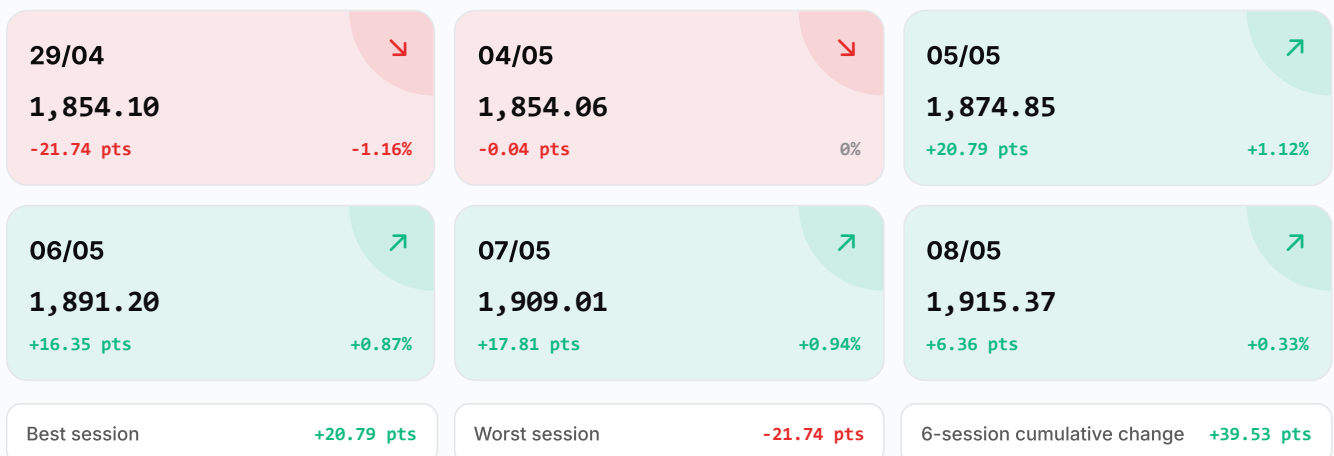 29/04
1,854.10
-21.74 pts -1.16%
04/05
1,854.06
-0.04 pts 0%
05/05
1,874.85
+20.79 pts +1.12%
06/05
1,891.20
+16.35 pts +0.87%
07/05
1,909.01
+17.81 pts +0.94%
08/05
1,915.37
+6.36 pts +0.33%
Best session +20.79 pts
Worst session -21.74 pts
6-session cumulative change +39.53 pts